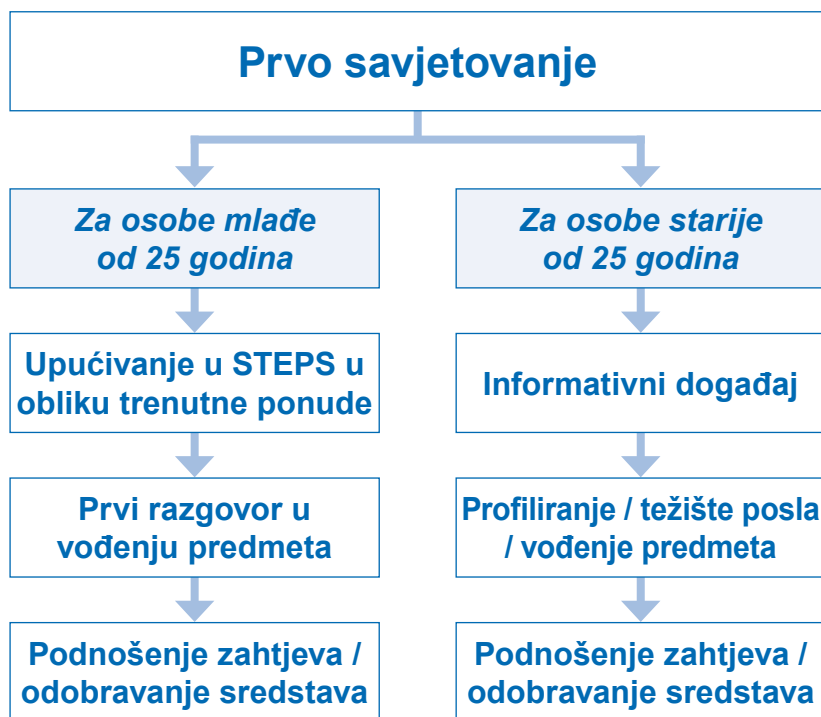 Prvo savjetovanje
Za osobe mlađe
od 25 godina
Upućivanje u STEPS u
obliku trenutne ponude
Prvi razgovor u
vođenju predmeta
Podnošenje zahtjeva /
odobravanje sredstava
Za osobe starije
od 25 godina
Informativni događaj
Profiliranje / težište posla
/ vođenje predmeta
Podnošenje zahtjeva /
odobravanje sredstava